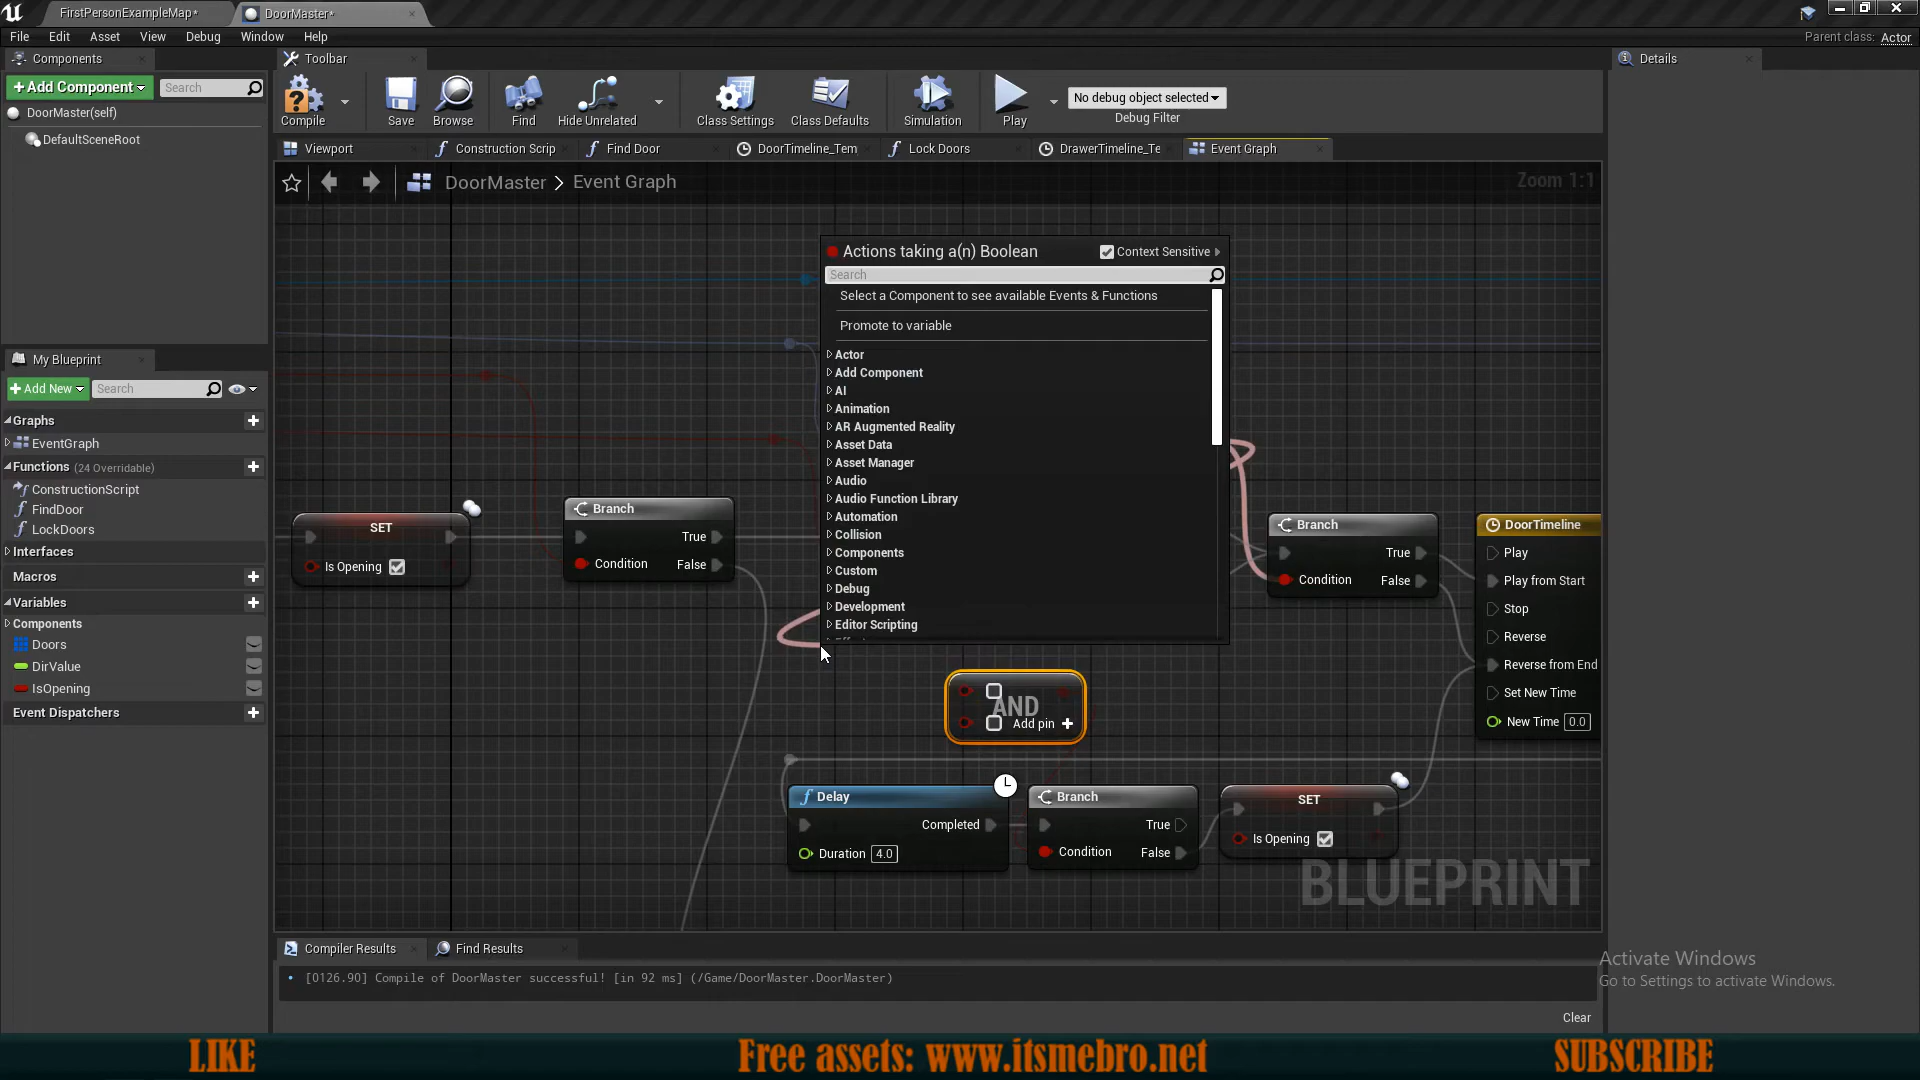 FirstPersonExampleMap*
DoorMaster*
File Edit Asset View Debug Window Help
Parent class: Actor
Components
Toolbar
Details
Add Component
Search
DoorMaster(self)
DefaultSceneRoot
Compile
Save
Browse
Find
Hide Unrelated
Class Settings
Class Defaults
Simulation
Play
No debug object selected
Debug Filter
Viewport
Construction Scrip
Find Door
DoorTimeline_Tem
Lock Doors
DrawerTimeline_Te
Event Graph
DoorMaster > Event Graph
Zoom 1:1
My Blueprint
Add New
Search
Graphs
EventGraph
Functions (24 Overridable)
ConstructionScript
FindDoor
LockDoors
Interfaces
Macros
Variables
Components
Doors
DirValue
IsOpening
Event Dispatchers
Actions taking a(n) Boolean
Context Sensitive
Search
Select a Component to see available Events & Functions
Promote to variable
Actor
Add Component
AI
Animation
AR Augmented Reality
Asset Data
Asset Manager
Audio
Audio Function Library
Automation
Collision
Components
Custom
Debug
Development
Editor Scripting
SET
Is Opening
Branch
True
Condition
False
Branch
True
Condition
False
DoorTimeline
Play
Play from Start
Stop
Reverse
Reverse from End
Set New Time
New Time 0.0
AND
Add pin
Delay
Completed
Duration 4.0
Branch
True
Condition
False
SET
Is Opening
BLUEPRINT
Compiler Results
Find Results
[0126.90] Compile of DoorMaster successful! [in 92 ms] (/Game/DoorMaster.DoorMaster)
Clear
Activate Windows
Go to Settings to activate Windows.
LIKE
Free assets: www.itsmebro.net
SUBSCRIBE